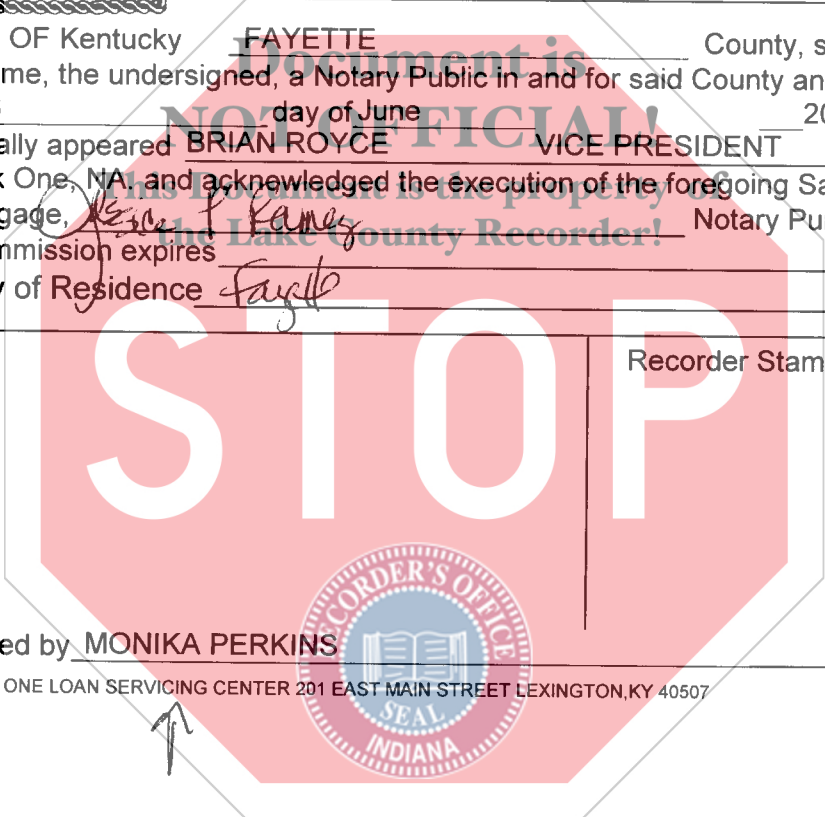 OF Kentucky FAYETTE County, s
me, the undersigned, a Notary Public in and for said County an
day of June 20
ally appeared BRIAN ROYCE VICE PRESIDENT
k One, NA. and acknowledged the execution of the foregoing Sa
gage, Notary Pu
mmission expires
y of Residence Fayette
Document is
NOT OFFICIAL!
This Document is the property of
the Lake County Recorder!
STOP
Recorder Stam
ed by MONIKA PERKINS
ONE LOAN SERVICING CENTER 201 EAST MAIN STREET LEXINGTON,KY 40507
RECORDER'S OFFICE
SEAL
INDIANA